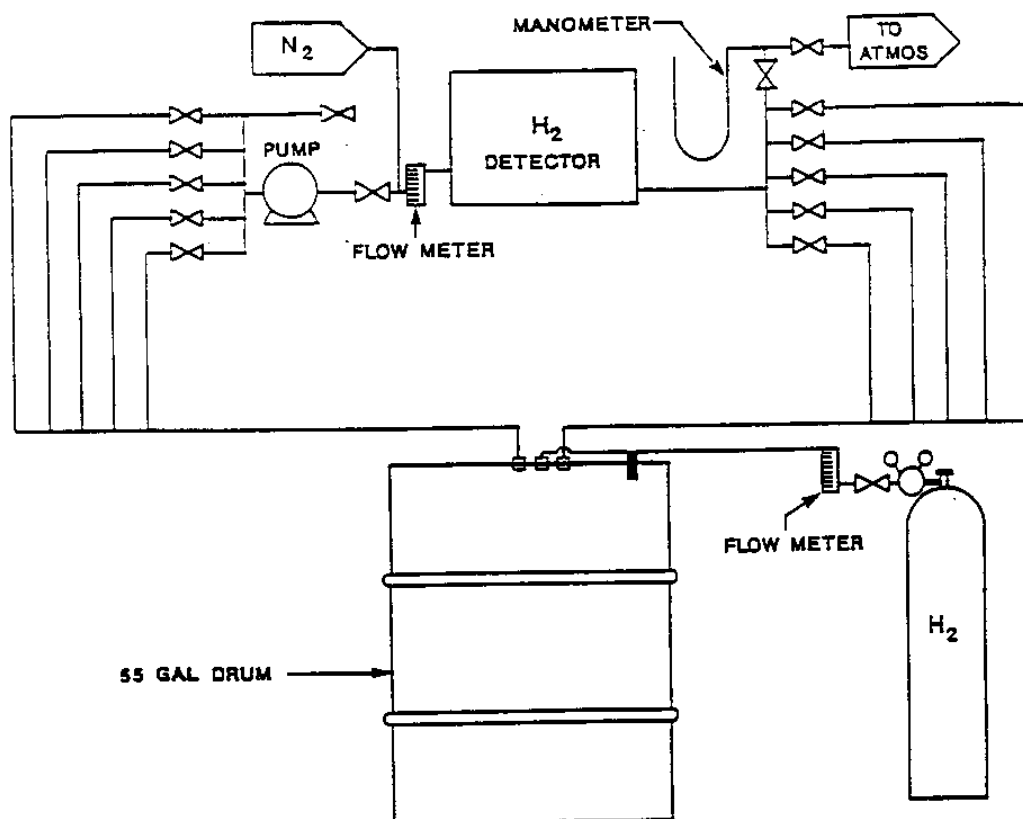 MANOMETER
TO
ATMOS
N2
H2
DETECTOR
PUMP
FLOW METER
FLOW METER
H2
55 GAL DRUM